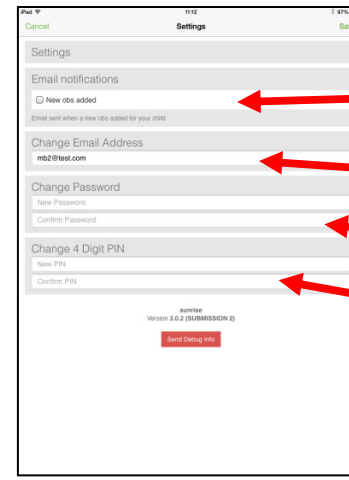 iPad 11:12 97%
Cancel Settings Sa
Settings
Email notifications
New obs added
Email sent when a new obs added for your child
Change Email Address
mb2@test.com
Change Password
New Password
Confirm Password
Change 4 Digit PIN
New PIN
Confirm PIN
sunrise
Version 3.0.2 (SUBMISSION 2)
Send Debug Info